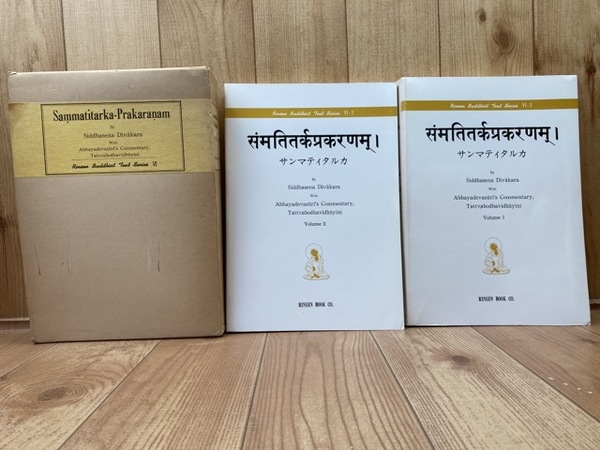 Saṃmatitarka-Prakaraṇam
By
Siddhasena Divākara
With
Abhayadevasūri's Commentary,
Tattvabodhavidhāyinī
Rinsen Buddhist Text Series VI
Rinsen Buddhist Text Series VI-2
संमतितर्कप्रकरणम्।
サンマティタルカ
By
Siddhasena Divākara
With
Abhayadevasūri's Commentary,
Tattvabodhavidhāyinī
Volume II
RINSEN BOOK CO.
Rinsen Buddhist Text Series VI-1
संमतितर्कप्रकरणम्।
サンマティタルカ
By
Siddhasena Divākara
With
Abhayadevasūri's Commentary,
Tattvabodhavidhāyinī
Volume I
RINSEN BOOK CO.